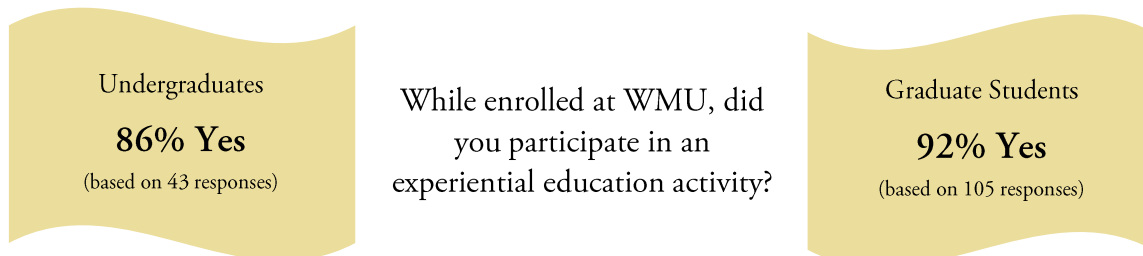 Undergraduates
86% Yes
(based on 43 responses)
While enrolled at WMU, did
you participate in an
experiential education activity?
Graduate Students
92% Yes
(based on 105 responses)